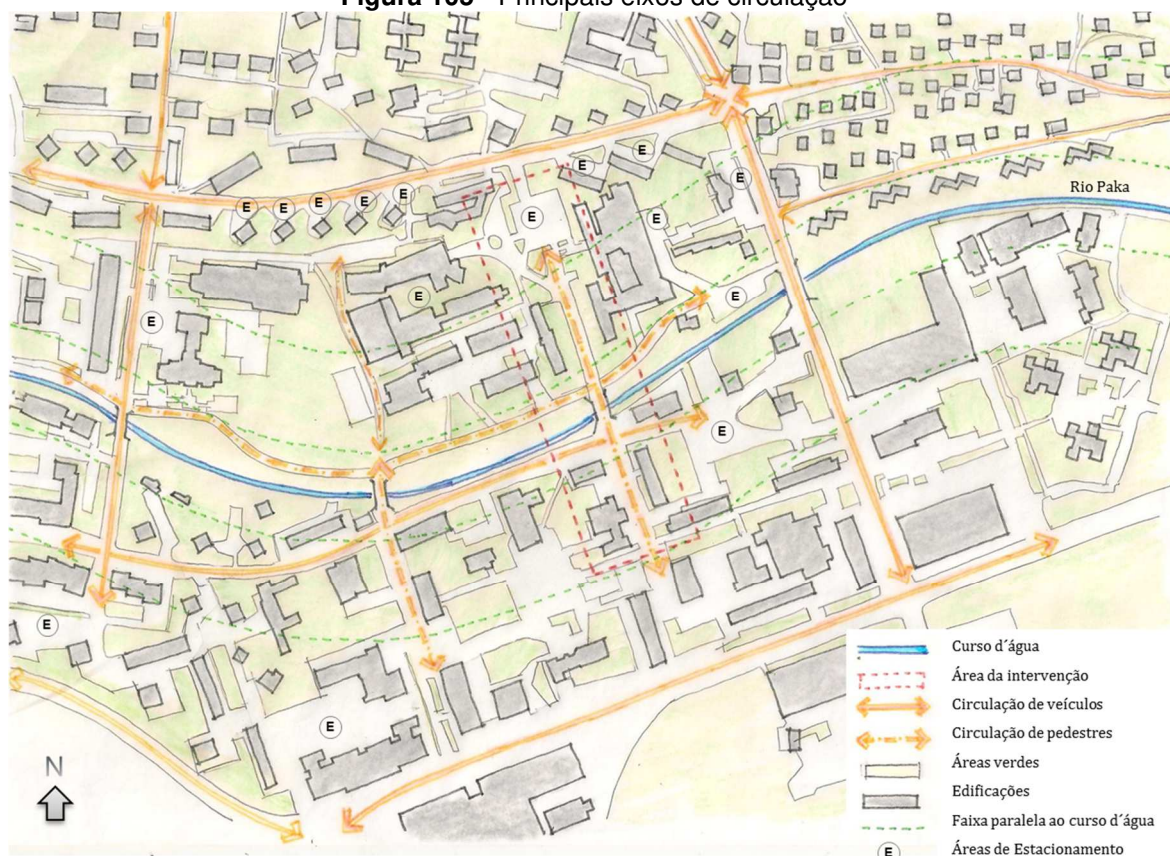 Figura - Principais eixos de circulação
E
E
E
Rio Paka
E
E
E
E
E
E
E
E
E
E
E
E
E
N
Curso d´água
Área da intervenção
Circulação de veículos
Circulação de pedestres
Áreas verdes
Edificações
Faixa paralela ao curso d´água
E Áreas de Estacionamento